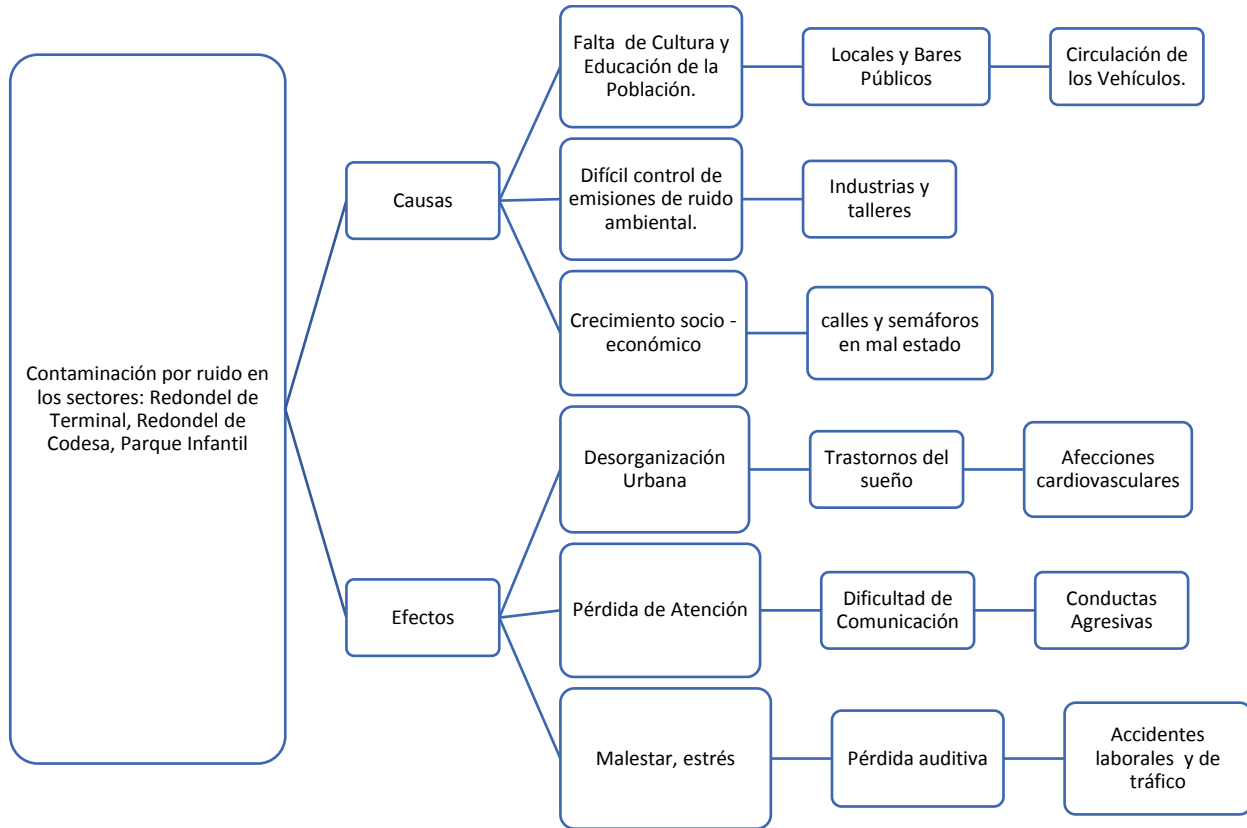 Falta de Cultura y
Educación de la
Población.
Locales y Bares
Públicos
Circulación de
los Vehículos.
Causas
Difícil control de
emisiones de ruido
ambiental.
Industrias y
talleres
Crecimiento socio -
económico
calles y semáforos
en mal estado
Contaminación por ruido en
los sectores: Redondel de
Terminal, Redondel de
Codesa, Parque Infantil
Desorganización
Urbana
Trastornos del
sueño
Afecciones
cardiovasculares
Efectos
Pérdida de Atención
Dificultad de
Comunicación
Conductas
Agresivas
Malestar, estrés
Pérdida auditiva
Accidentes
laborales y de
tráfico